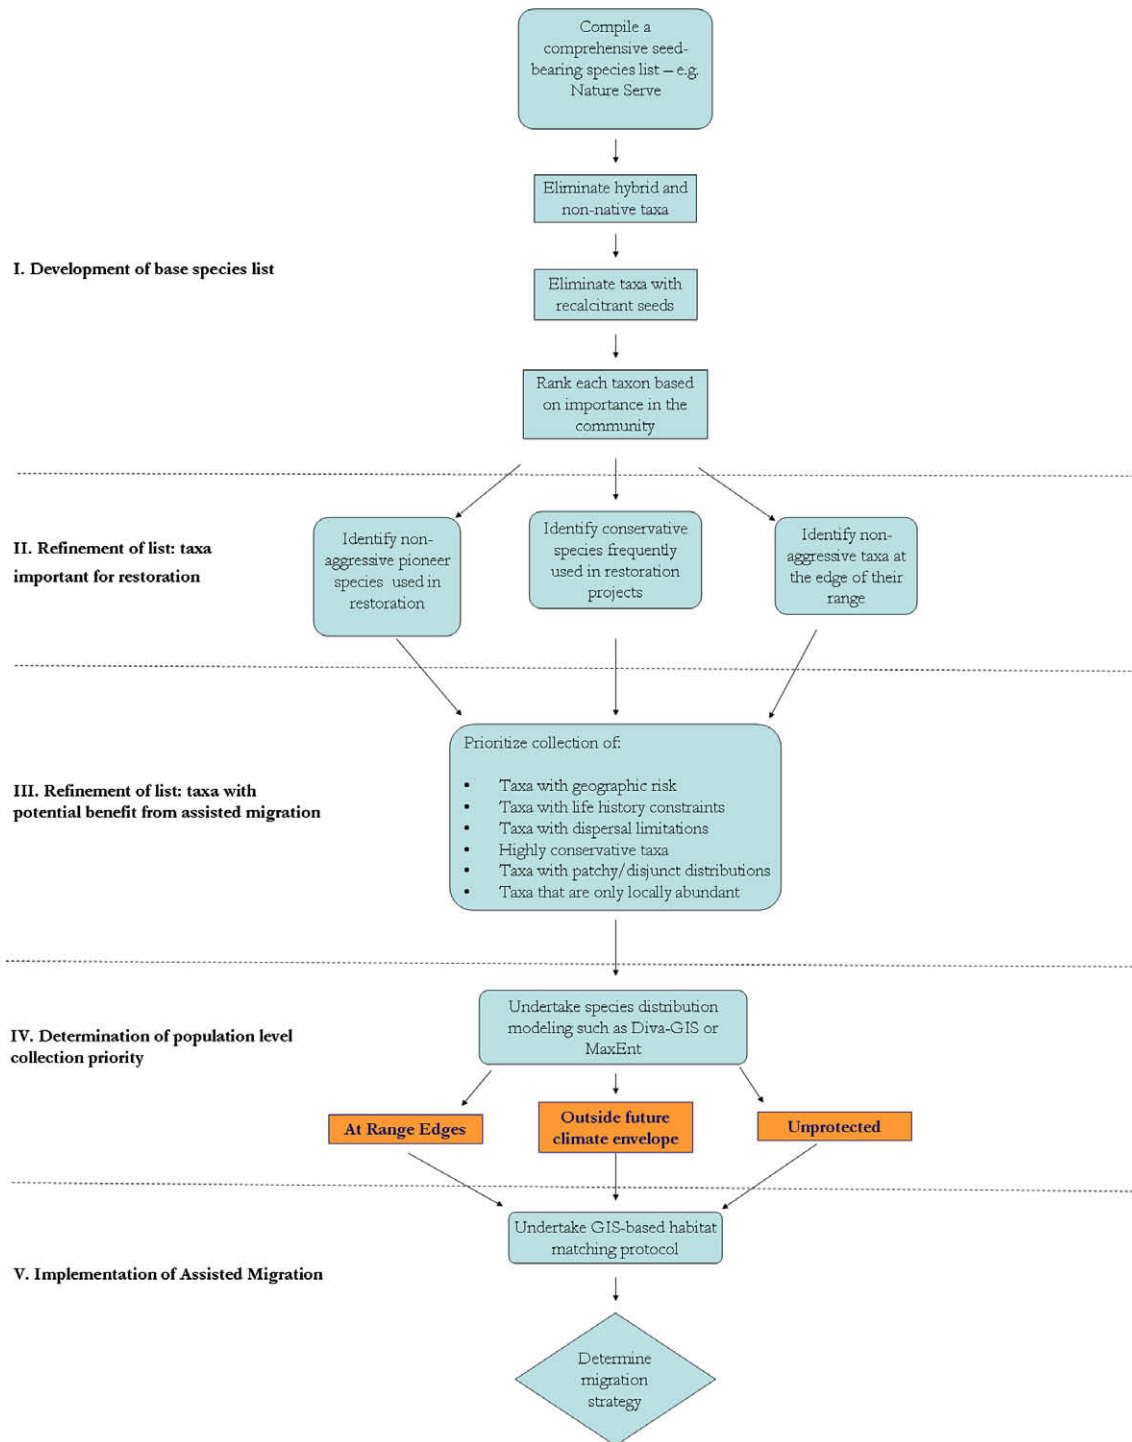 Compile a
comprehensive seed-
bearing species list – e.g.
Nature Serve
Eliminate hybrid and
non-native taxa
I. Development of base species list
Eliminate taxa with
recalcitrant seeds
Rank each taxon based
on importance in the
community
II. Refinement of list: taxa
important for restoration
Identify non-
aggressive pioneer
species used in
restoration
Identify conservative
species frequently
used in restoration
projects
Identify non-
aggressive taxa at
the edge of their
range
III. Refinement of list: taxa with
potential benefit from assisted migration
Prioritize collection of:
• Taxa with geographic risk
• Taxa with life history constraints
• Taxa with dispersal limitations
• Highly conservative taxa
• Taxa with patchy/disjunct distributions
• Taxa that are only locally abundant
IV. Determination of population level
collection priority
Undertake species distribution
modeling such as Diva-GIS or
MaxEnt
At Range Edges
Outside future
climate envelope
Unprotected
V. Implementation of Assisted Migration
Undertake GIS-based habitat
matching protocol
Determine
migration
strategy